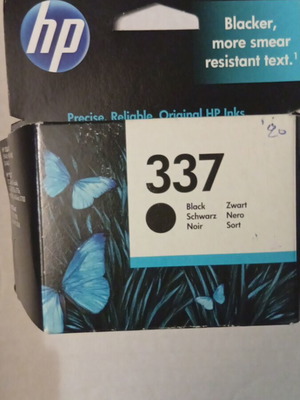 hp
Blacker,
more smear
resistant text.¹
Precise. Reliable. Original HP Inks
337
Black Zwart
Schwarz Nero
Noir Sort